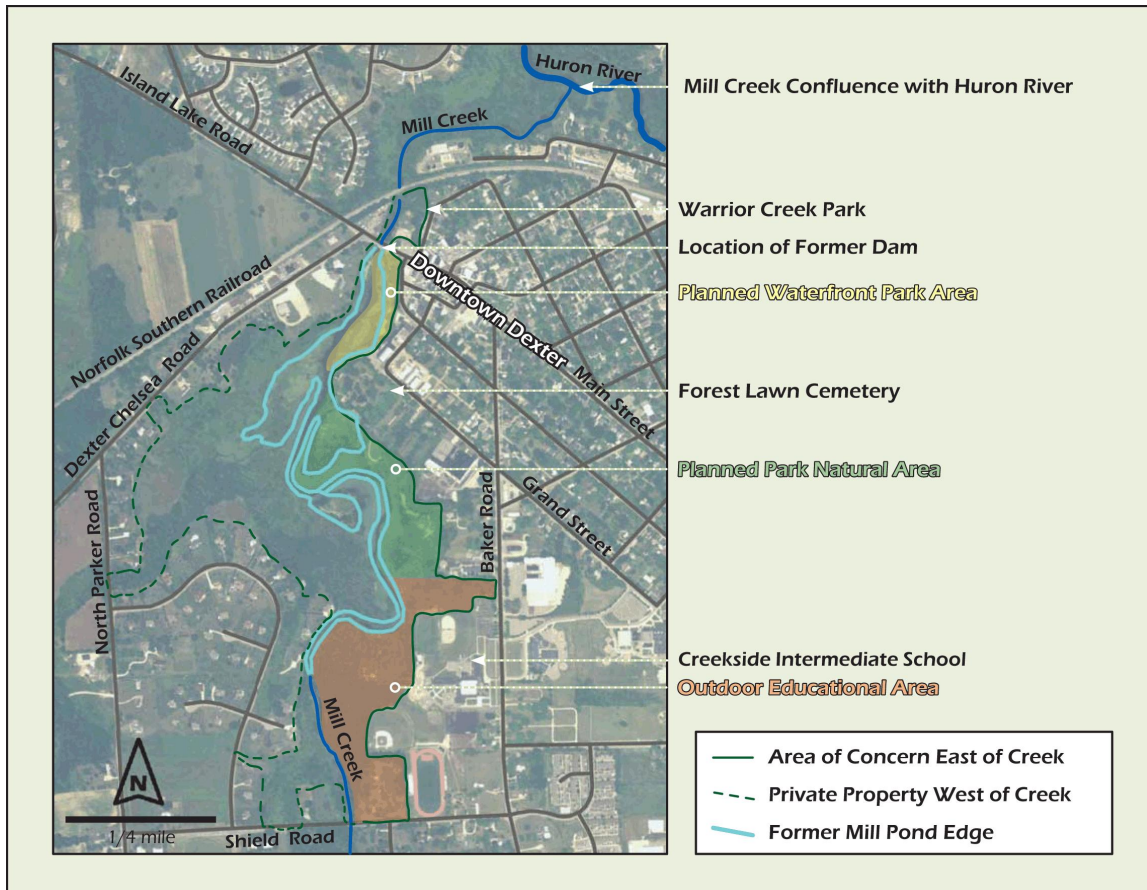 Huron River
Mill Creek Confluence with Huron River
Island Lake Road
Mill Creek
Warrior Creek Park
Location of Former Dam
Downtown Dexter
Planned Waterfront Park Area
Norfolk Southern Railroad
Dexter Chelsea Road
Main Street
Forest Lawn Cemetery
Planned Park Natural Area
Grand Street
Baker Road
North Parker Road
Creekside Intermediate School
Outdoor Educational Area
Mill Creek
N
1/4 mile
Shield Road
Area of Concern East of Creek
Private Property West of Creek
Former Mill Pond Edge